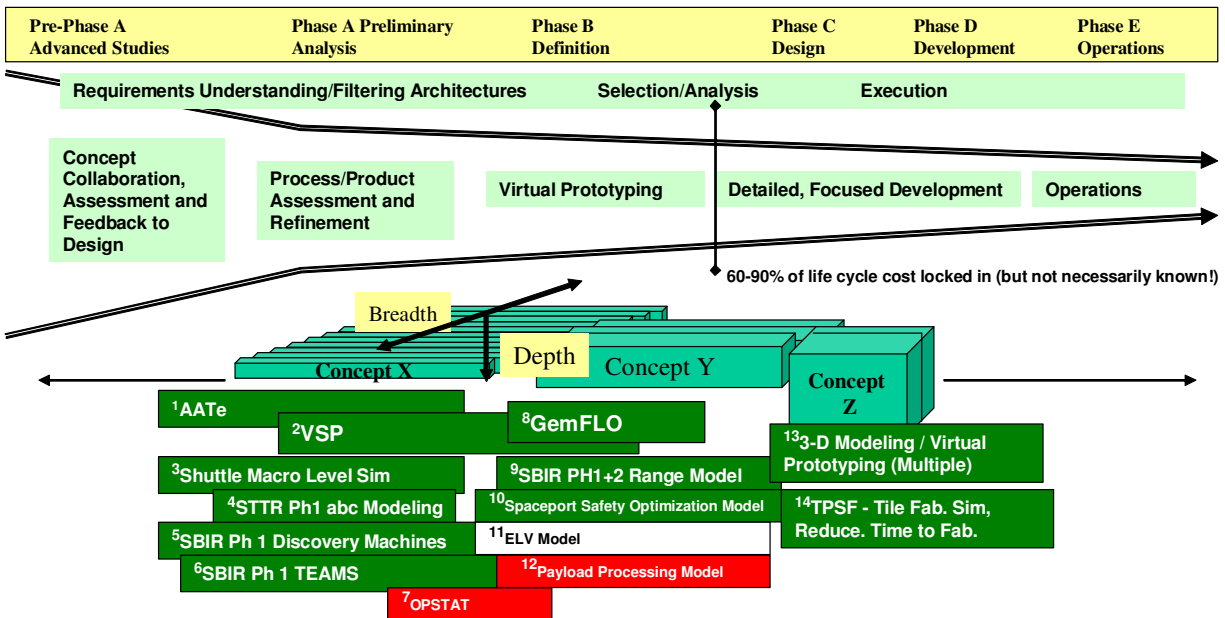 Pre-Phase A
Advanced Studies
Phase A Preliminary
Analysis
Phase B
Definition
Phase C
Design
Phase D
Development
Phase E
Operations
Requirements Understanding/Filtering Architectures
Selection/Analysis
Execution
Concept
Collaboration,
Assessment and
Feedback to
Design
Process/Product
Assessment and
Refinement
Virtual Prototyping
Detailed, Focused Development
Operations
60-90% of life cycle cost locked in (but not necessarily known!)
Breadth
Depth
Concept X
Concept Y
Concept
Z
1AATe
2VSP
3Shuttle Macro Level Sim
4STTR Ph1 abc Modeling
5SBIR Ph 1 Discovery Machines
6SBIR Ph 1 TEAMS
7OPSTAT
8GemFLO
9SBIR PH1+2 Range Model
10Spaceport Safety Optimization Model
11ELV Model
12Payload Processing Model
133-D Modeling / Virtual
Prototyping (Multiple)
14TPSF - Tile Fab. Sim,
Reduce. Time to Fab.